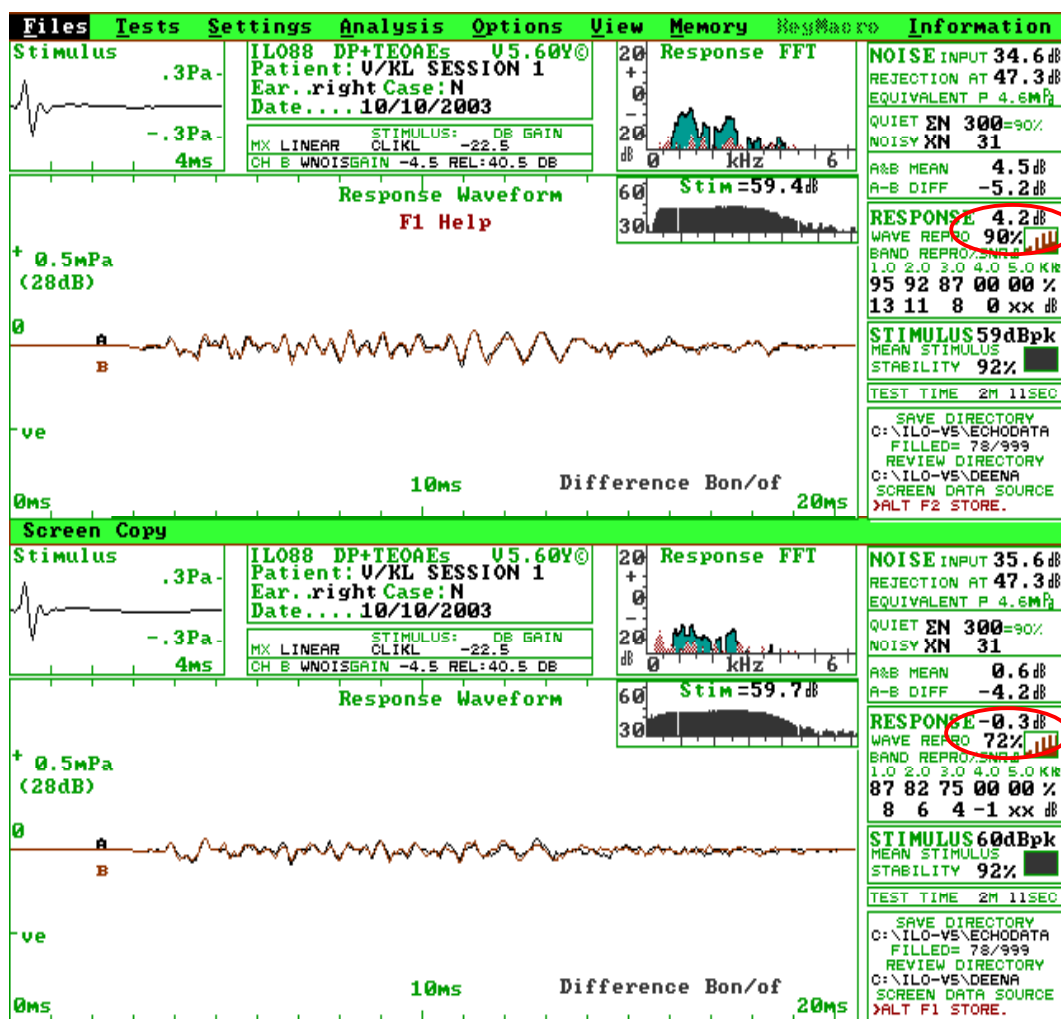 Files Tests Settings Analysis Options View Memory KeyMacro Information
Stimulus
.3Pa
-.3Pa
4ms
ILO88 DP+TEOAEs V5.60Y©
Patient: V/KL SESSION 1
Ear..right Case: N
Date.... 10/10/2003
STIMULUS: DB GAIN
MX LINEAR CLIKL -22.5
CH B WNOISGAIN -4.5 REL:40.5 DB
Response FFT
20
+
0
-
20
dB 0 kHz 6
NOISE INPUT 34.6dB
REJECTION AT 47.3dB
EQUIVALENT P 4.6mPa
QUIET ΣN 300=90%
NOISY XN 31
A&B MEAN 4.5dB
A-B DIFF -5.2dB
Response Waveform
F1 Help
60 Stim=59.4dB
30
RESPONSE 4.2dB
WAVE REPRO 90%
BAND REPRO%SNR
1.0 2.0 3.0 4.0 5.0 KHz
95 92 87 00 00 %
13 11 8 0 xx dB
+ 0.5mPa
(28dB)
0
A
B
-ve
0ms
10ms
Difference Bon/of
20ms
STIMULUS 59dBpk
MEAN STIMULUS
STABILITY 92%
TEST TIME 2M 11SEC
SAVE DIRECTORY
C:\ILO-V5\ECHODATA
FILLED= 78/999
REVIEW DIRECTORY
C:\ILO-V5\DEENA
SCREEN DATA SOURCE
>ALT F2 STORE.
Screen Copy
Stimulus
.3Pa
-.3Pa
4ms
ILO88 DP+TEOAEs V5.60Y©
Patient: V/KL SESSION 1
Ear..right Case: N
Date.... 10/10/2003
STIMULUS: DB GAIN
MX LINEAR CLIKL -22.5
CH B WNOISGAIN -4.5 REL:40.5 DB
Response FFT
20
+
0
-
20
dB 0 kHz 6
NOISE INPUT 35.6dB
REJECTION AT 47.3dB
EQUIVALENT P 4.6mPa
QUIET ΣN 300=90%
NOISY XN 31
A&B MEAN 0.6dB
A-B DIFF -4.2dB
Response Waveform
60 Stim=59.7dB
30
RESPONSE -0.3dB
WAVE REPRO 72%
BAND REPRO%SNR
1.0 2.0 3.0 4.0 5.0 KHz
87 82 75 00 00 %
8 6 4 -1 xx dB
+ 0.5mPa
(28dB)
0
A
B
-ve
0ms
10ms
Difference Bon/of
20ms
STIMULUS 60dBpk
MEAN STIMULUS
STABILITY 92%
TEST TIME 2M 11SEC
SAVE DIRECTORY
C:\ILO-V5\ECHODATA
FILLED= 78/999
REVIEW DIRECTORY
C:\ILO-V5\DEENA
SCREEN DATA SOURCE
>ALT F1 STORE.